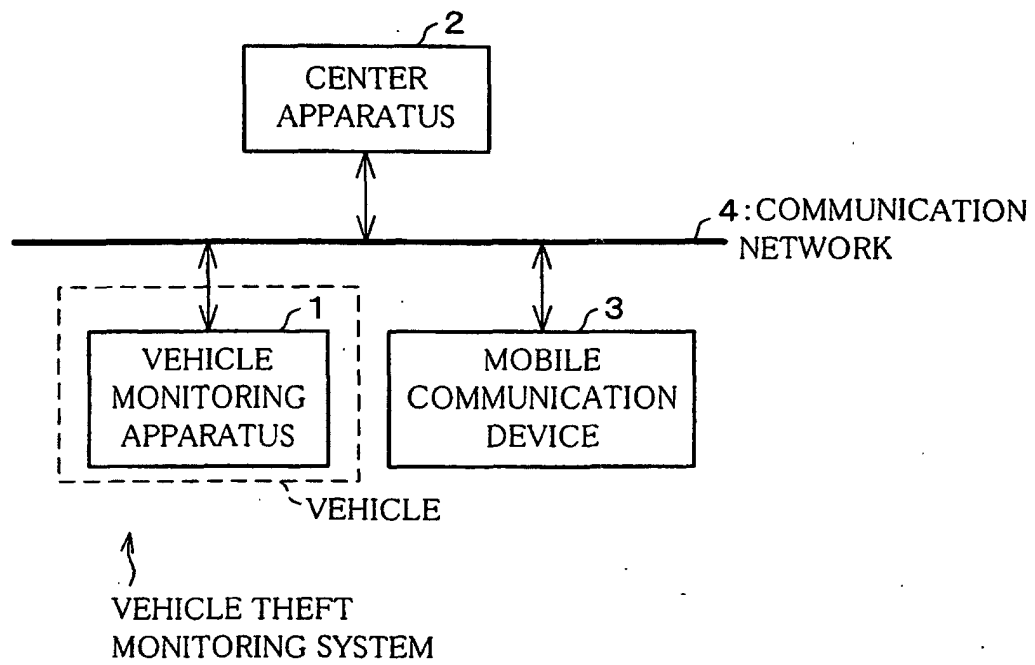 2
CENTER
APPARATUS
4:COMMUNICATION
NETWORK
1
VEHICLE
MONITORING
APPARATUS
3
MOBILE
COMMUNICATION
DEVICE
VEHICLE
VEHICLE THEFT
MONITORING SYSTEM